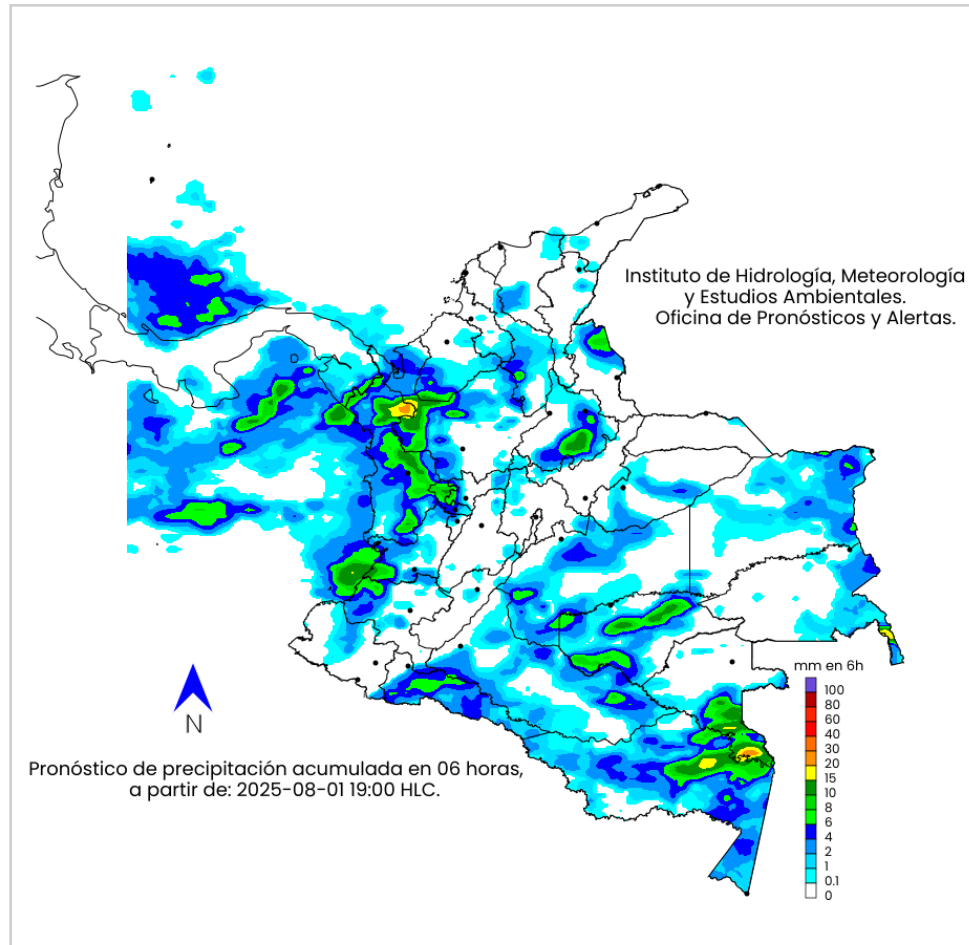 Instituto de Hidrología, Meteorología
y Estudios Ambientales.
Oficina de Pronósticos y Alertas.
mm en 6h
100
80
60
40
30
20
15
10
8
6
4
2
1
0.1
0
N
Pronóstico de precipitación acumulada en 06 horas,
a partir de: 2025-08-01 19:00 HLC.